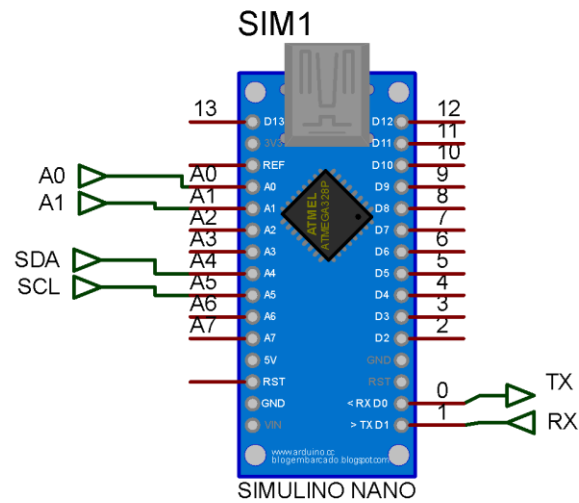 SIM1
13 D13 D12 12
3V3 D11 11
REF D10 10
A0 A0 A0 D9 9
A1 A1 A1 D8 8
A2 A2 D7 7
A3 A3 D6 6
SDA A4 A4 D5 5
SCL A5 A5 D4 4
A6 A6 D3 3
A7 A7 D2 2
5V GND
RST RST
GND < RX D0 0 TX
VIN > TX D1 1 RX
ATMEL
ATMEGA328P
www.arduino.cc
blogembarcado.blogspot.com
SIMULINO NANO